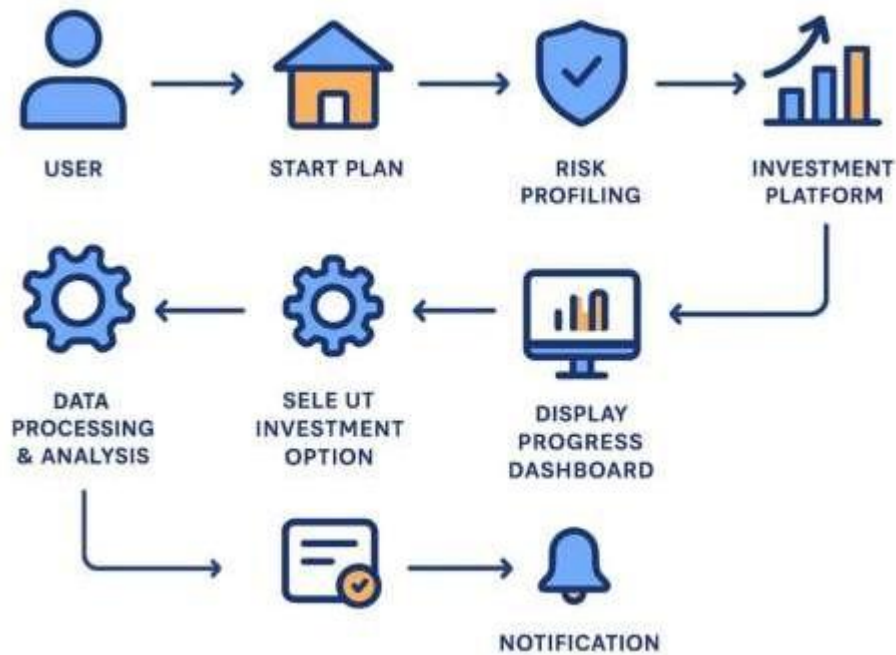 USER
START PLAN
RISK
PROFILING
INVESTMENT
PLATFORM
DATA
PROCESSING
& ANALYSIS
SELE UT
INVESTMENT
OPTION
DISPLAY
PROGRESS
DASHBOARD
NOTIFICATION